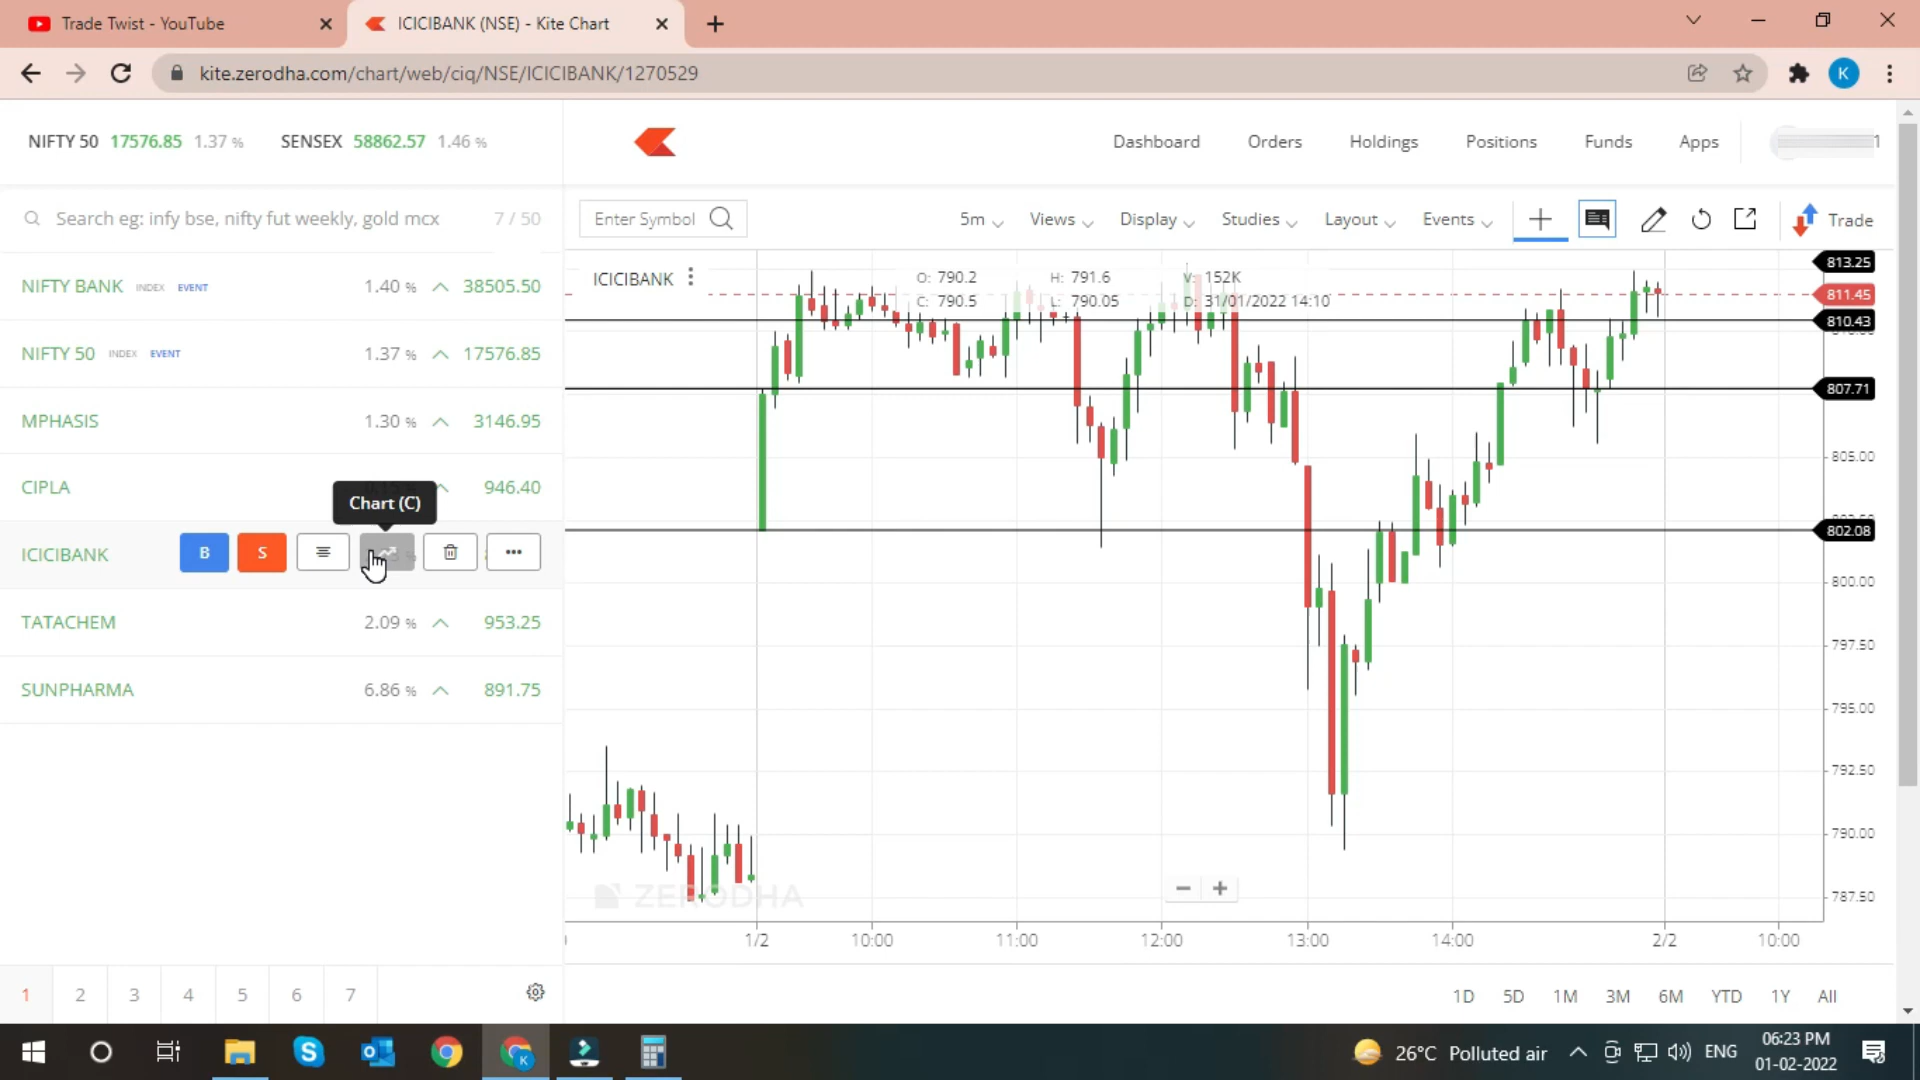 Trade Twist - YouTube
ICICIBANK (NSE) - Kite Chart
kite.zerodha.com/chart/web/ciq/NSE/ICICIBANK/1270529
K
NIFTY 50 17576.85 1.37 % SENSEX 58862.57 1.46 %
Dashboard Orders Holdings Positions Funds Apps
1
Search eg: infy bse, nifty fut weekly, gold mcx 7 / 50
Enter Symbol 5m Views Display Studies Layout Events Trade
NIFTY BANK INDEX EVENT 1.40 % 38505.50
NIFTY 50 INDEX EVENT 1.37 % 17576.85
MPHASIS 1.30 % 3146.95
CIPLA 946.40
Chart (C)
ICICIBANK B S
TATACHEM 2.09 % 953.25
SUNPHARMA 6.86 % 891.75
1 2 3 4 5 6 7
ICICIBANK
O: 790.2 H: 791.6 V: 152K
C: 790.5 L: 790.05 D: 31/01/2022 14:10
813.25
811.45
810.43
807.71
805.00
802.08
800.00
797.50
795.00
792.50
790.00
787.50
ZERODHA
1/2 10:00 11:00 12:00 13:00 14:00 2/2 10:00
1D 5D 1M 3M 6M YTD 1Y All
26°C Polluted air ENG
06:23 PM
01-02-2022